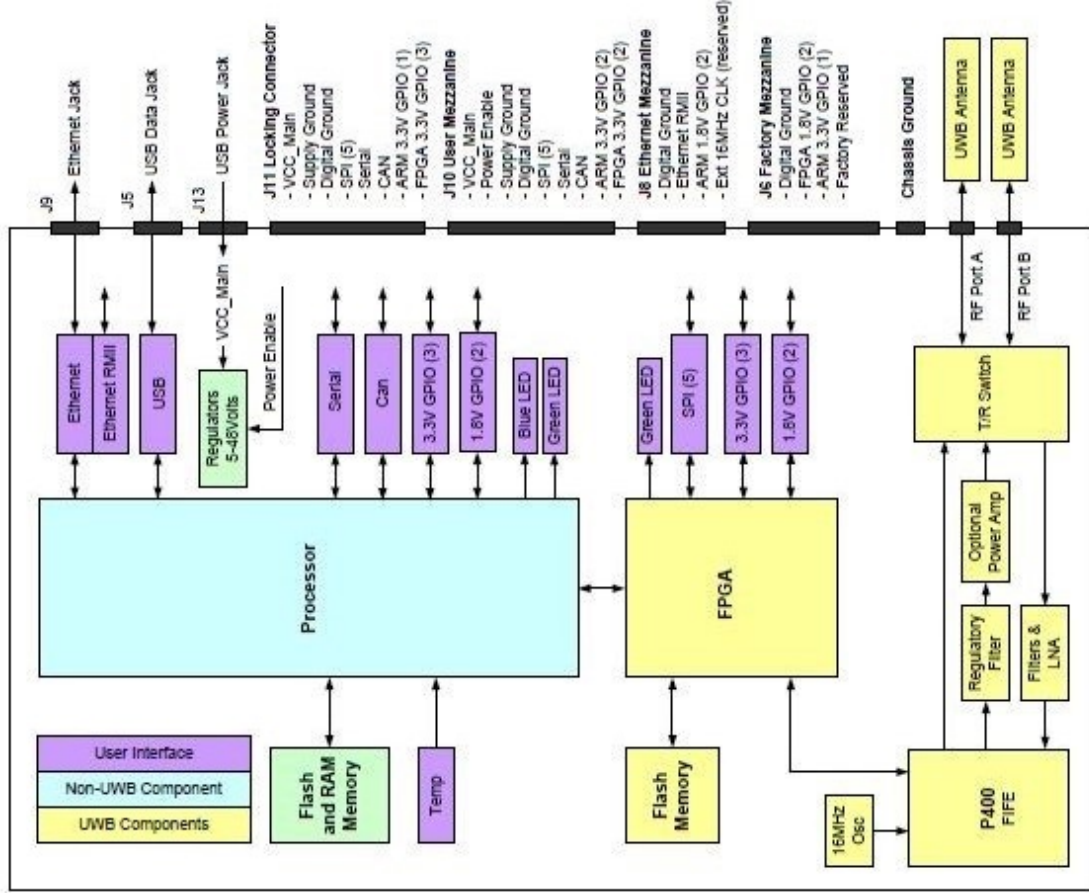 User Interface
Non-UWB Component
UWB Components
Flash
and RAM
Memory
Temp
Flash
Memory
16MHz
Osc
P400
FIFE
Processor
FPGA
Regulatory
Filter
Filters &
LNA
Optional
Power Amp
T/R Switch
Ethernet
Ethernet RMII
USB
Regulators
5-48Volts
VCC_Main
Power Enable
Serial
Can
3.3V GPIO (3)
1.8V GPIO (2)
Blue LED
Green LED
Green LED
SPI (5)
3.3V GPIO (3)
1.8V GPIO (2)
RF Port A
RF Port B
J9
J5
J13
Ethernet Jack
USB Data Jack
USB Power Jack
J11 Locking Connector
- VCC_Main
- Supply Ground
- Digital Ground
- SPI (5)
- Serial
- CAN
- ARM 3.3V GPIO (1)
- FPGA 3.3V GPIO (3)
J10 User Mezzanine
- VCC_Main
- Power Enable
- Supply Ground
- Digital Ground
- SPI (5)
- Serial
- CAN
- ARM 3.3V GPIO (2)
- FPGA 3.3V GPIO (2)
J8 Ethernet Mezzanine
- Digital Ground
- Ethernet RMII
- ARM 1.8V GPIO (2)
- Ext 16MHz CLK (reserved)
J6 Factory Mezzanine
- Digital Ground
- FPGA 1.8V GPIO (2)
- ARM 3.3V GPIO (1)
- Factory Reserved
Chassis Ground
UWB Antenna
UWB Antenna